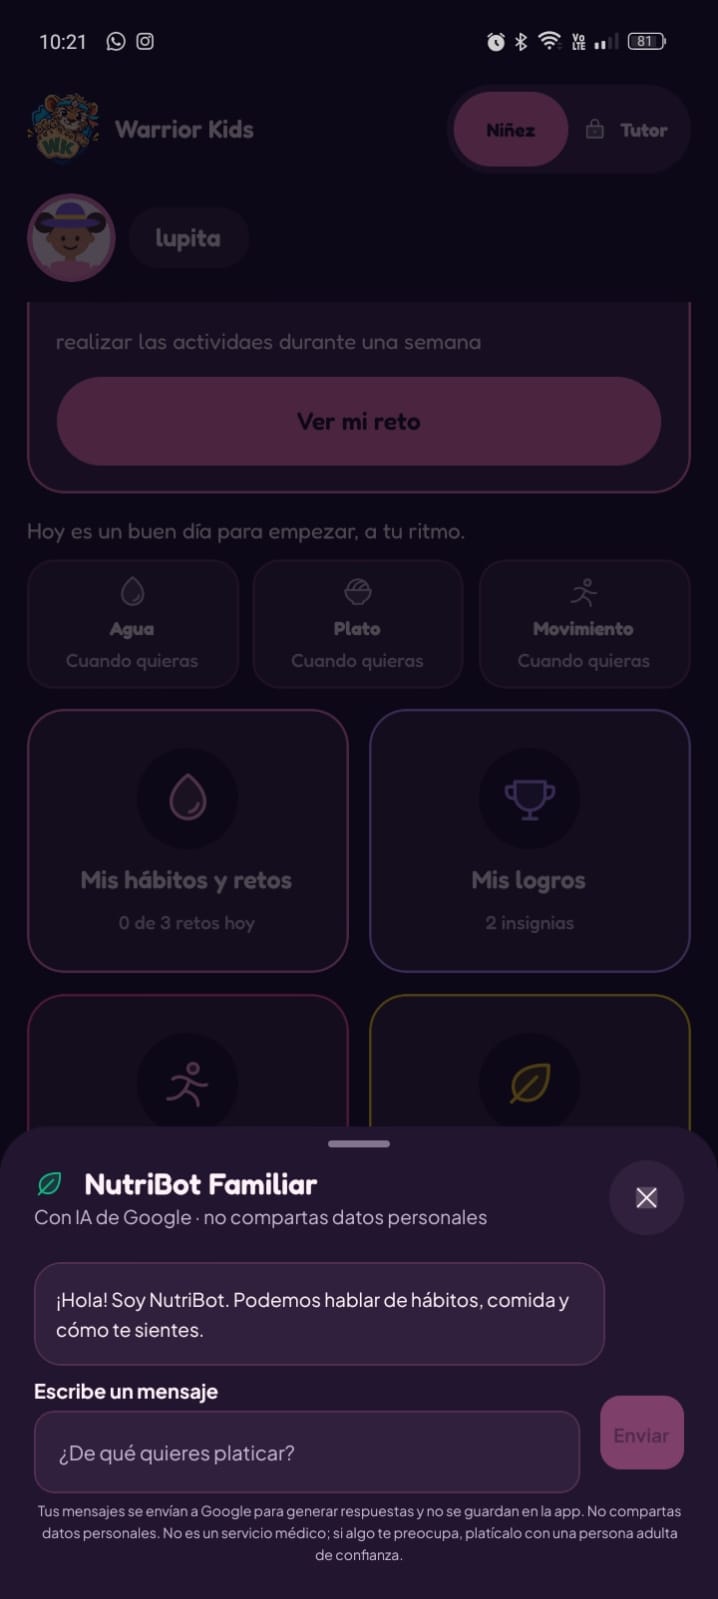 10:21
Vo
LTE
81
WK
Warrior Kids
Niñez
Tutor
lupita
realizar las actividaes durante una semana
Ver mi reto
Hoy es un buen día para empezar, a tu ritmo.
Agua
Cuando quieras
Plato
Cuando quieras
Movimiento
Cuando quieras
Mis hábitos y retos
0 de 3 retos hoy
Mis logros
2 insignias
NutriBot Familiar
Con IA de Google · no compartas datos personales
¡Hola! Soy NutriBot. Podemos hablar de hábitos, comida y
cómo te sientes.
Escribe un mensaje
¿De qué quieres platicar?
Enviar
Tus mensajes se envían a Google para generar respuestas y no se guardan en la app. No compartas
datos personales. No es un servicio médico; si algo te preocupa, platícalo con una persona adulta
de confianza.